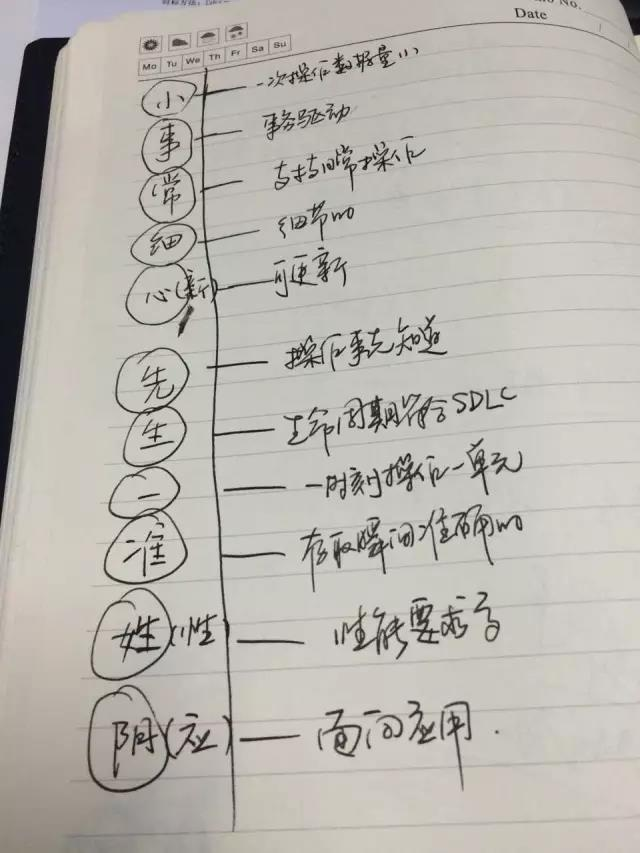 Memo No.
Date
Mo Tu We Th Fr Sa Su
小 — 一次操作数据量小
事 — 事务驱动
常 — 支持日常操作
细 — 细节的
心(新) — 可更新
先 — 操作事先知道
生 — 生命周期符合SDLC
一 — 一时刻操作一单元
准 — 存取瞬间准确的
姓(性) — 性能要求高
阴(应) — 面向应用.